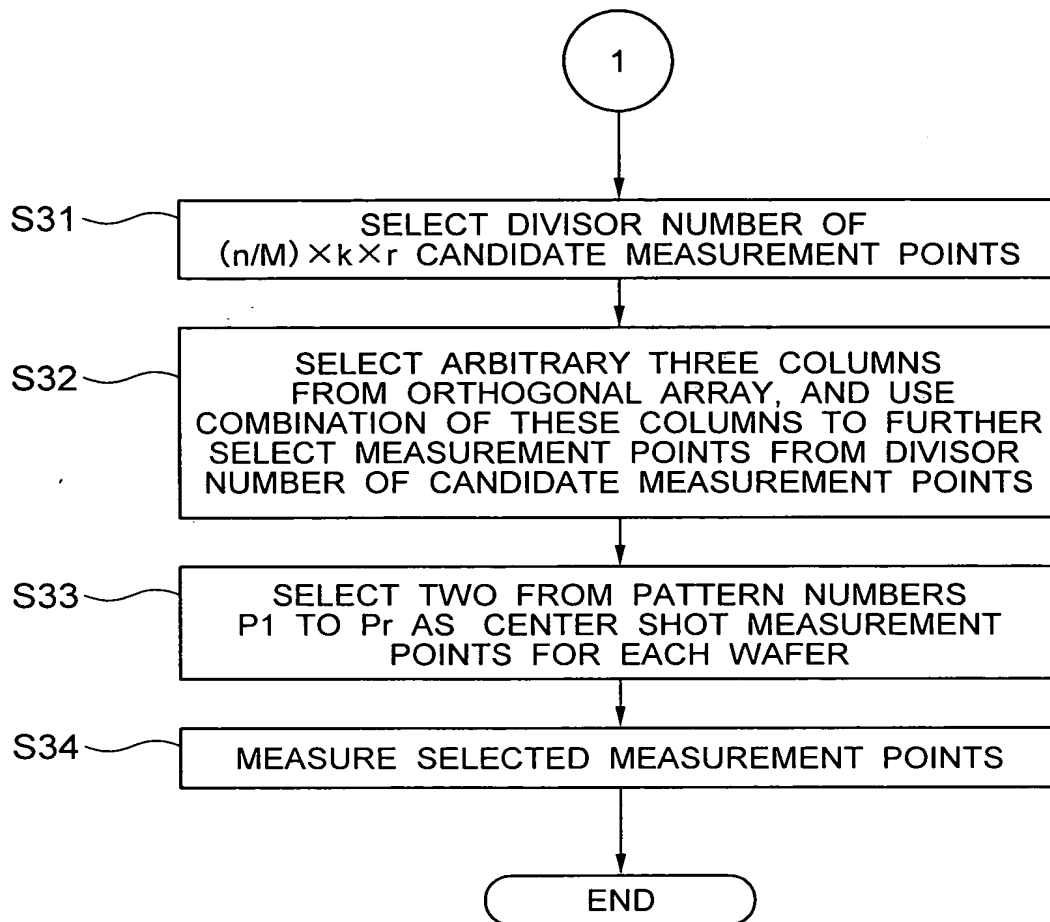 1
S31
SELECT DIVISOR NUMBER OF
(n/M)×k×r CANDIDATE MEASUREMENT POINTS
S32
SELECT ARBITRARY THREE COLUMNS
FROM ORTHOGONAL ARRAY, AND USE
COMBINATION OF THESE COLUMNS TO FURTHER
SELECT MEASUREMENT POINTS FROM DIVISOR
NUMBER OF CANDIDATE MEASUREMENT POINTS
S33
SELECT TWO FROM PATTERN NUMBERS
P1 TO Pr AS CENTER SHOT MEASUREMENT
POINTS FOR EACH WAFER
S34
MEASURE SELECTED MEASUREMENT POINTS
END